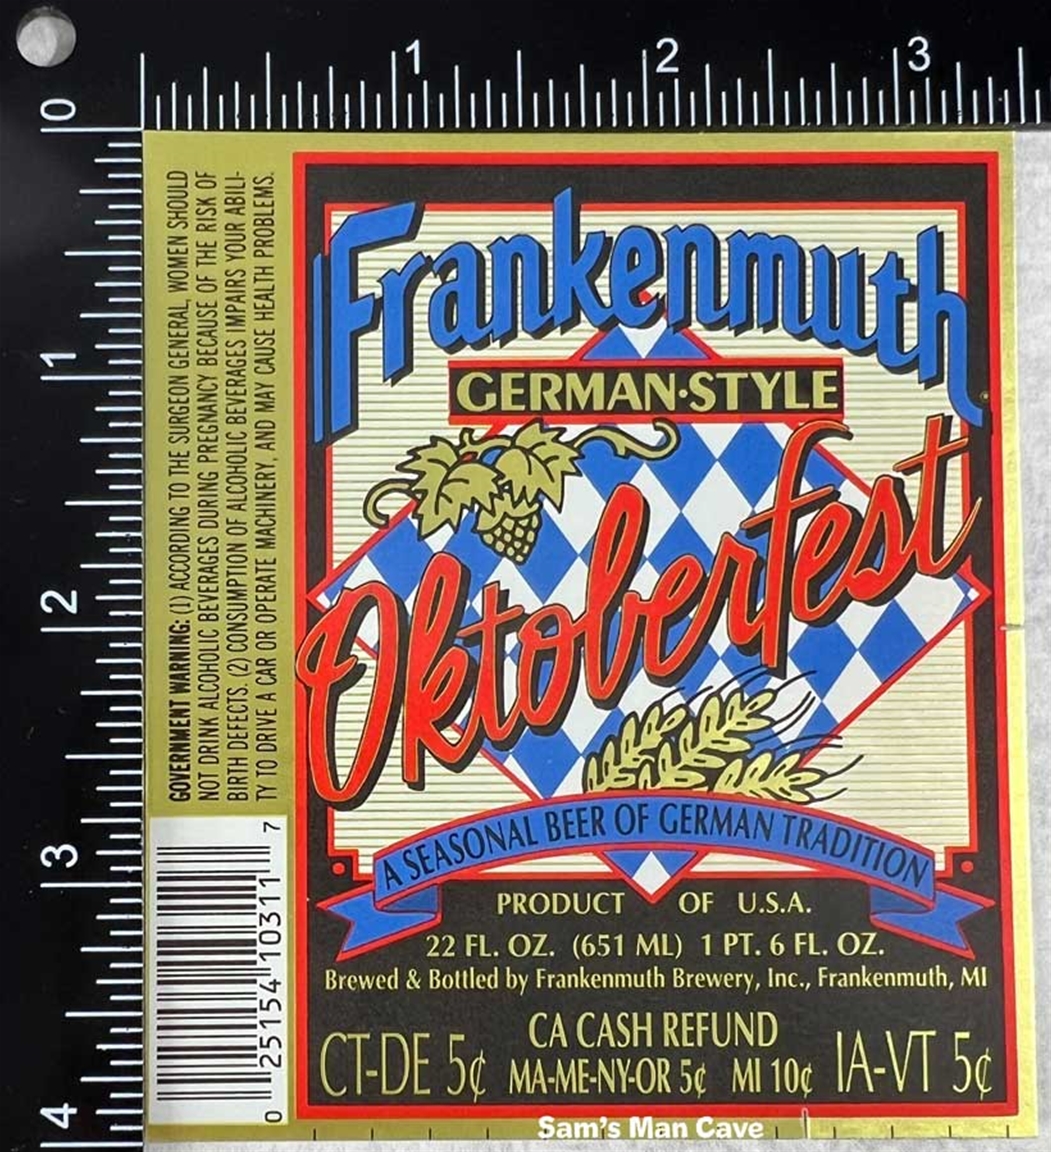 1 2 3
0
1
2
3
4
GOVERNMENT WARNING: (1) ACCORDING TO THE SURGEON GENERAL, WOMEN SHOULD
NOT DRINK ALCOHOLIC BEVERAGES DURING PREGNANCY BECAUSE OF THE RISK OF
BIRTH DEFECTS. (2) CONSUMPTION OF ALCOHOLIC BEVERAGES IMPAIRS YOUR ABILI-
TY TO DRIVE A CAR OR OPERATE MACHINERY, AND MAY CAUSE HEALTH PROBLEMS.
0 25154 10311 7
Frankenmuth
GERMAN·STYLE
Oktoberfest
A SEASONAL BEER OF GERMAN TRADITION
PRODUCT OF U.S.A.
22 FL. OZ. (651 ML) 1 PT. 6 FL. OZ.
Brewed & Bottled by Frankenmuth Brewery, Inc., Frankenmuth, MI
CA CASH REFUND
CT-DE 5¢ MA-ME-NY-OR 5¢ MI 10¢ IA-VT 5¢
Sam's Man Cave